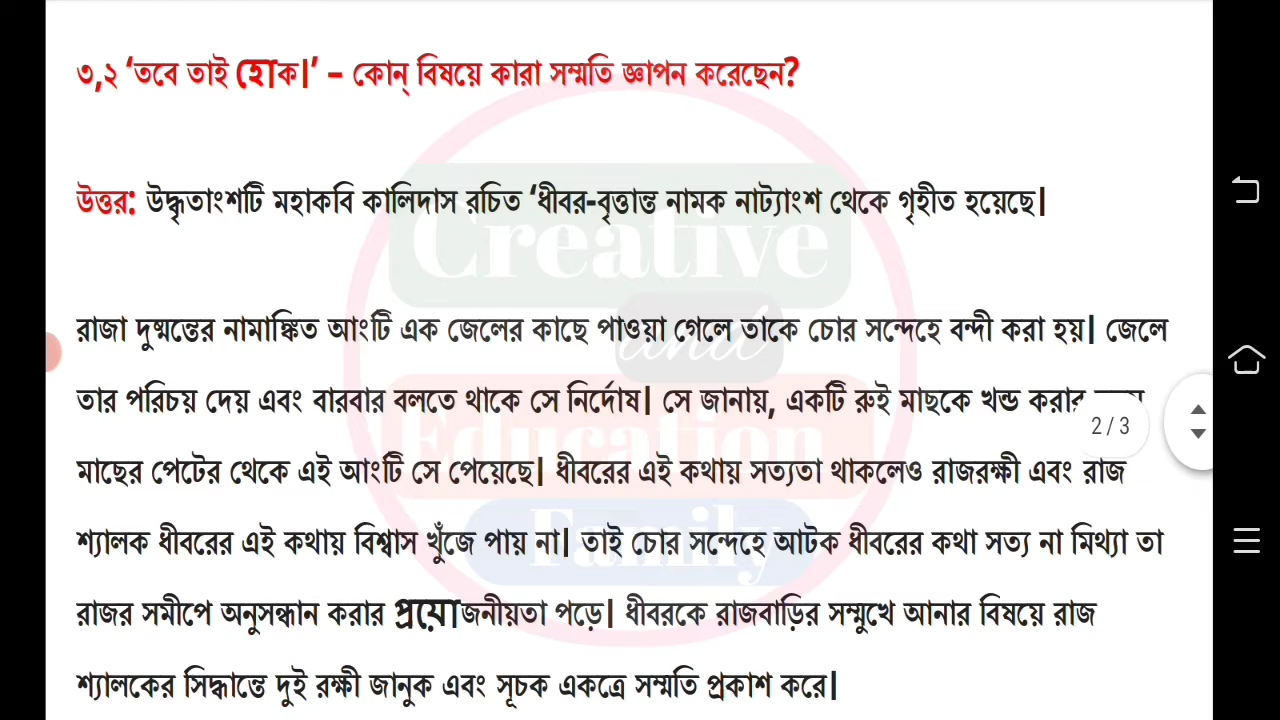 ৩,২ ‘তবে তাই হোক।’ – কোন্ বিষয়ে কারা সম্মতি জ্ঞাপন করেছেন?
উত্তর: উদ্ধৃতাংশটি মহাকবি কালিদাস রচিত ‘ধীবর-বৃত্তান্ত নামক নাট্যাংশ থেকে গৃহীত হয়েছে।
রাজা দুষ্মন্তের নামাঙ্কিত আংটি এক জেলের কাছে পাওয়া গেলে তাকে চোর সন্দেহে বন্দী করা হয়। জেলে
তার পরিচয় দেয় এবং বারবার বলতে থাকে সে নির্দোষ। সে জানায়, একটি রুই মাছকে খন্ড করার
মাছের পেটের থেকে এই আংটি সে পেয়েছে। ধীবরের এই কথায় সত্যতা থাকলেও রাজরক্ষী এবং রাজ
শ্যালক ধীবরের এই কথায় বিশ্বাস খুঁজে পায় না। তাই চোর সন্দেহে আটক ধীবরের কথা সত্য না মিথ্যা তা
রাজর সমীপে অনুসন্ধান করার প্রয়োজনীয়তা পড়ে। ধীবরকে রাজবাড়ির সম্মুখে আনার বিষয়ে রাজ
শ্যালকের সিদ্ধান্তে দুই রক্ষী জানুক এবং সূচক একত্রে সম্মতি প্রকাশ করে।
2 / 3
Creative
and
Education
Family